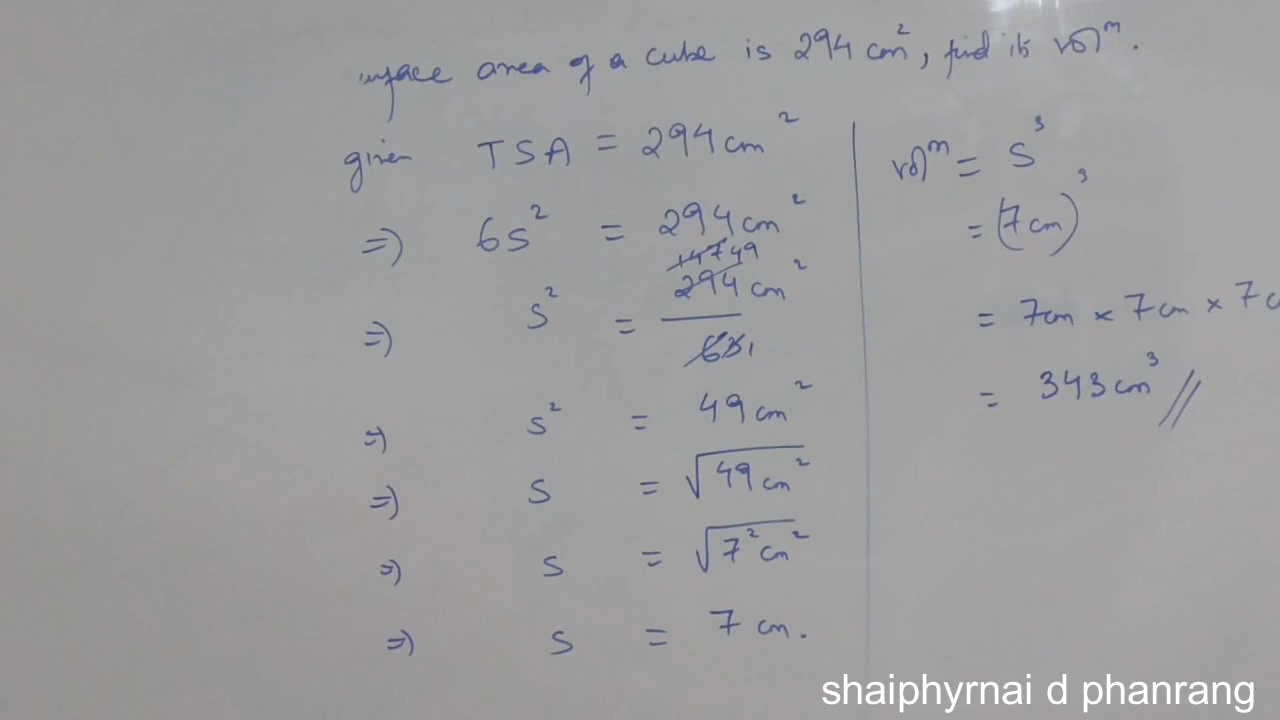 area of a cube is 294 cm², find its vol^m.
given TSA = 294 cm²
=> 6s² = 294 cm²
=> s² = 294 cm² / 6
147 49
3 1
=> s² = 49 cm²
=> s = √49 cm²
=> s = √7² cm²
=> s = 7 cm.
vol^m = s³
= (7 cm)³
= 7cm × 7cm × 7c
= 343 cm³ //
shaiphyrnai d phanrang